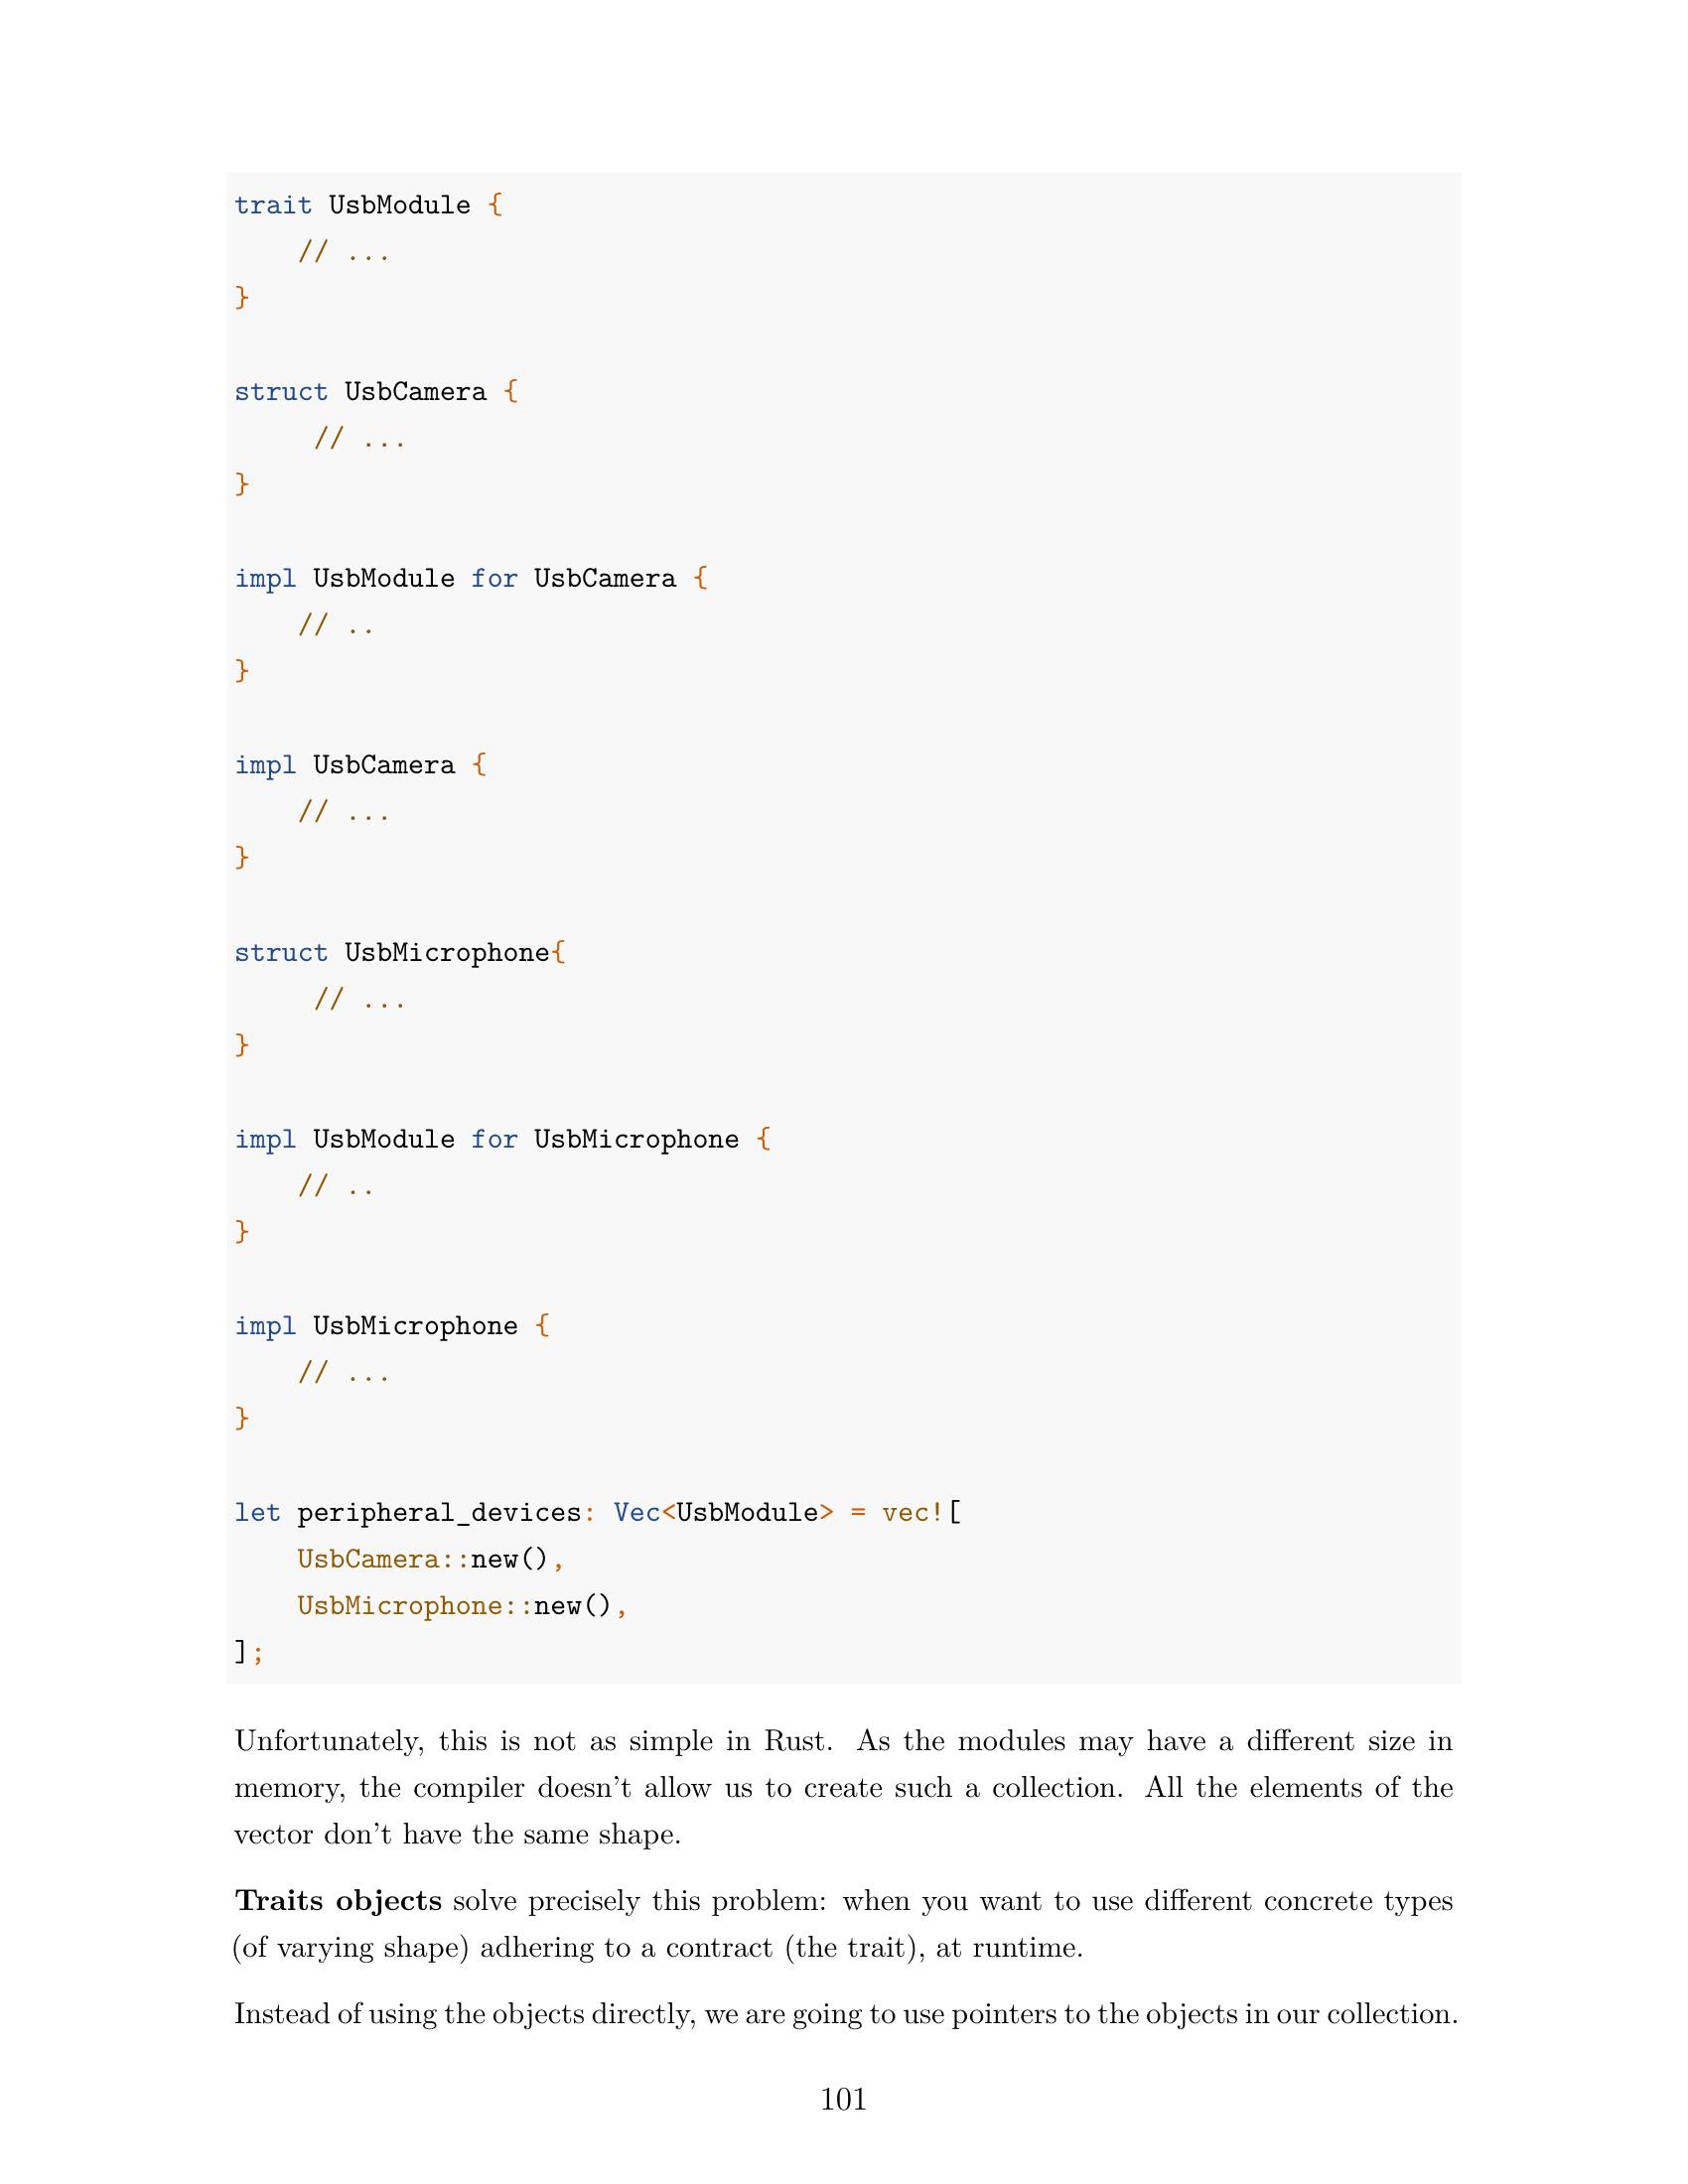 trait UsbModule {
    // ...
}
struct UsbCamera {
     // ...
}
impl UsbModule for UsbCamera {
    // ..
}
impl UsbCamera {
    // ...
}
struct UsbMicrophone{
     // ...
}
impl UsbModule for UsbMicrophone {
    // ..
}
impl UsbMicrophone {
    // ...
}
let peripheral_devices: Vec<UsbModule> = vec![
    UsbCamera::new(),
    UsbMicrophone::new(),
];
Unfortunately, this is not as simple in Rust. As the modules may have a different size in
memory, the compiler doesn't allow us to create such a collection. All the elements of the
vector don't have the same shape.
Traits objects solve precisely this problem: when you want to use different concrete types
(of varying shape) adhering to a contract (the trait), at runtime.
Instead of using the objects directly, we are going to use pointers to the objects in our collection.
101